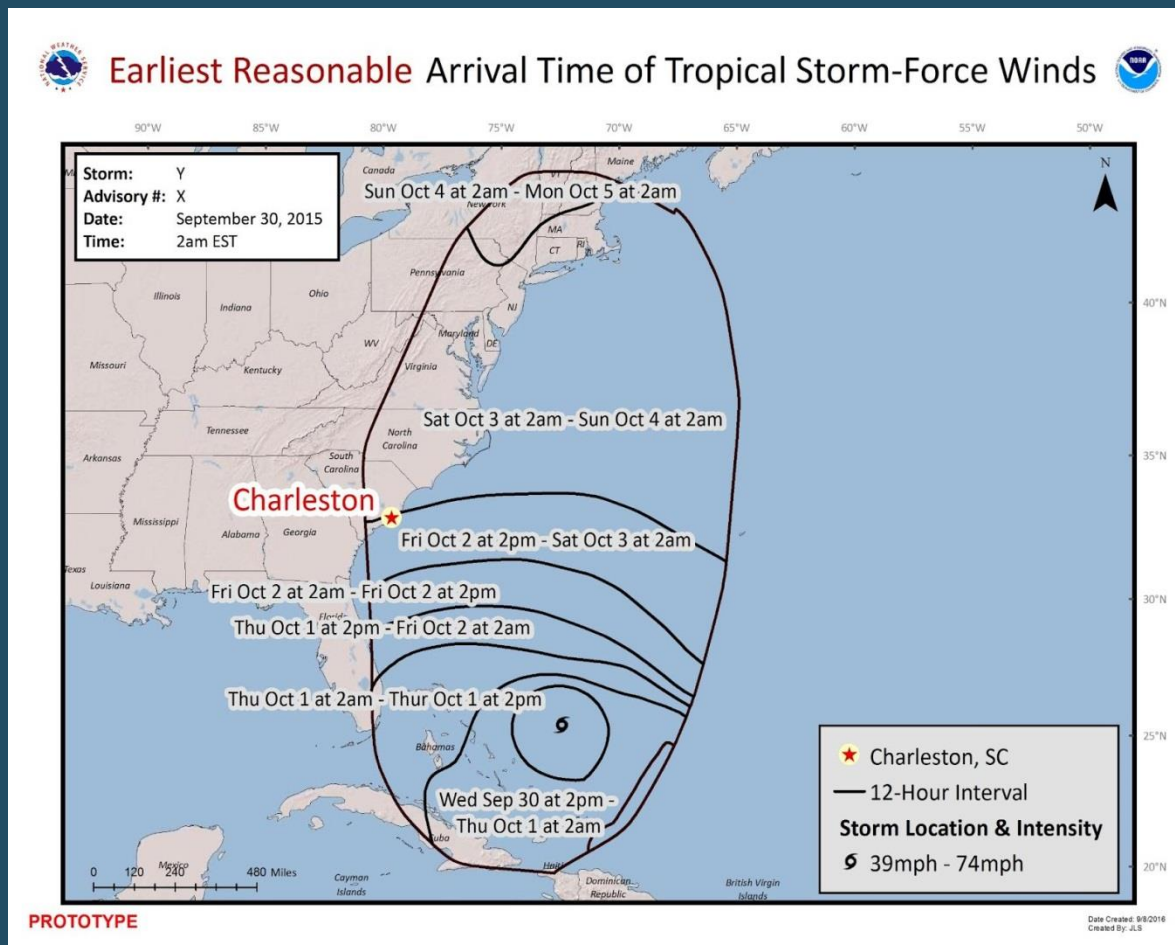 Earliest Reasonable Arrival Time of Tropical Storm-Force Winds
NATIONAL WEATHER SERVICE
NOAA
90°W 85°W 80°W 75°W 70°W 65°W 60°W 55°W 50°W
Storm: Y
Advisory #: X
Date: September 30, 2015
Time: 2am EST
N
Canada
Maine
VT
Sun Oct 4 at 2am - Mon Oct 5 at 2am
New York
MA
CT
RI
Pennsylvania
Illinois
Indiana
Ohio
NJ
40°N
Maryland
DE
WV
Missouri
Kentucky
Virginia
Sat Oct 3 at 2am - Sun Oct 4 at 2am
Tennessee
North
Carolina
Arkansas
South
Carolina
35°N
Charleston
Mississippi
Alabama
Georgia
Fri Oct 2 at 2pm - Sat Oct 3 at 2am
Texas
Louisiana
Fri Oct 2 at 2am - Fri Oct 2 at 2pm
30°N
Florida
Thu Oct 1 at 2pm - Fri Oct 2 at 2am
Thu Oct 1 at 2am - Thur Oct 1 at 2pm
Bahamas
25°N
Charleston, SC
12-Hour Interval
Storm Location & Intensity
39mph - 74mph
Wed Sep 30 at 2pm -
Thu Oct 1 at 2am
Cuba
Mexico
Haiti
Dominican
Republic
Cayman
Islands
British Virgin
Islands
20°N
0 120 240 480 Miles
PROTOTYPE
Date Created: 9/8/2016
Created By: JLS